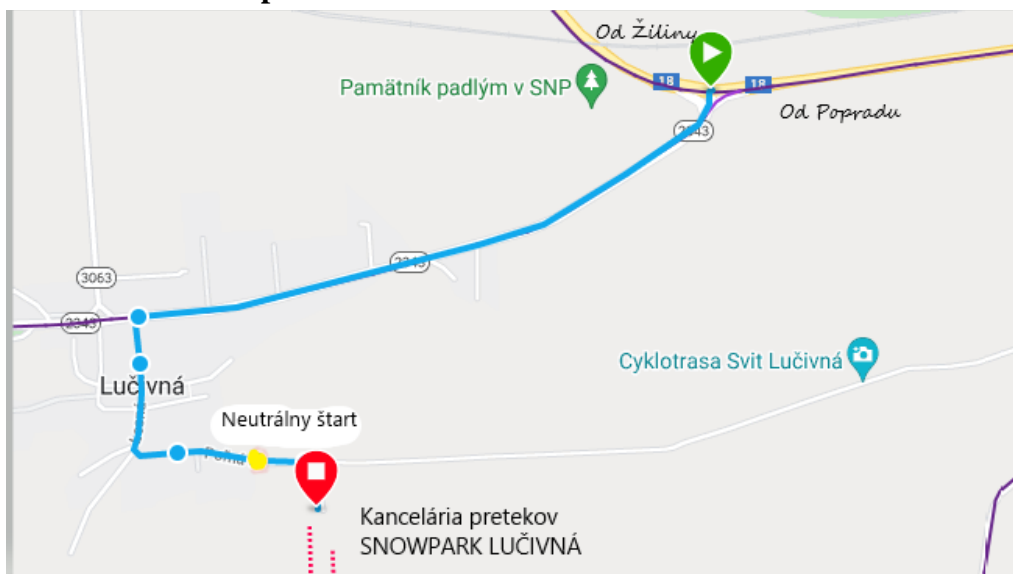 Od Žiliny
Pamätník padlým v SNP
18
18
Od Popradu
2343
2343
3063
2343
Cyklotrasa Svit Lučivná
Lučivná
Neutrálny štart
Poľná
Kancelária pretekov
SNOWPARK LUČIVNÁ